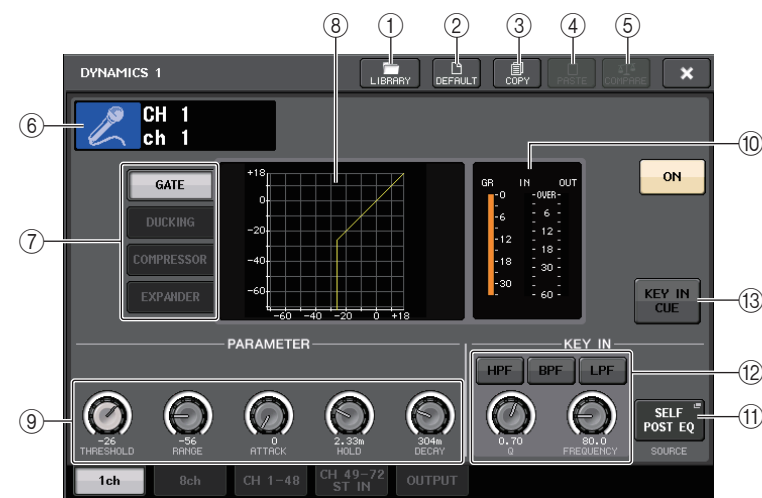 ⑧ ① ② ③ ④ ⑤
DYNAMICS 1
LIBRARY DEFAULT COPY PASTE COMPARE ×
⑥
CH 1
ch 1
⑦
GATE
DUCKING
COMPRESSOR
EXPANDER
+18
0
-20
-40
-60
-60 -40 -20 0 +18
⑩
GR IN OUT
0 -OVER-
-6 - 6 -
-12 - 12 -
-18 - 18 -
- 30 -
-30
- 60 -
ON
KEY IN
CUE
⑬
PARAMETER
KEY IN
HPF BPF LPF
⑫
⑨
-26 -56 0 2.33m 304m
THRESHOLD RANGE ATTACK HOLD DECAY
0.70 80.0
Q FREQUENCY
SELF
POST EQ
SOURCE
⑪
1ch 8ch CH 1-48 CH 49-72
ST IN OUTPUT